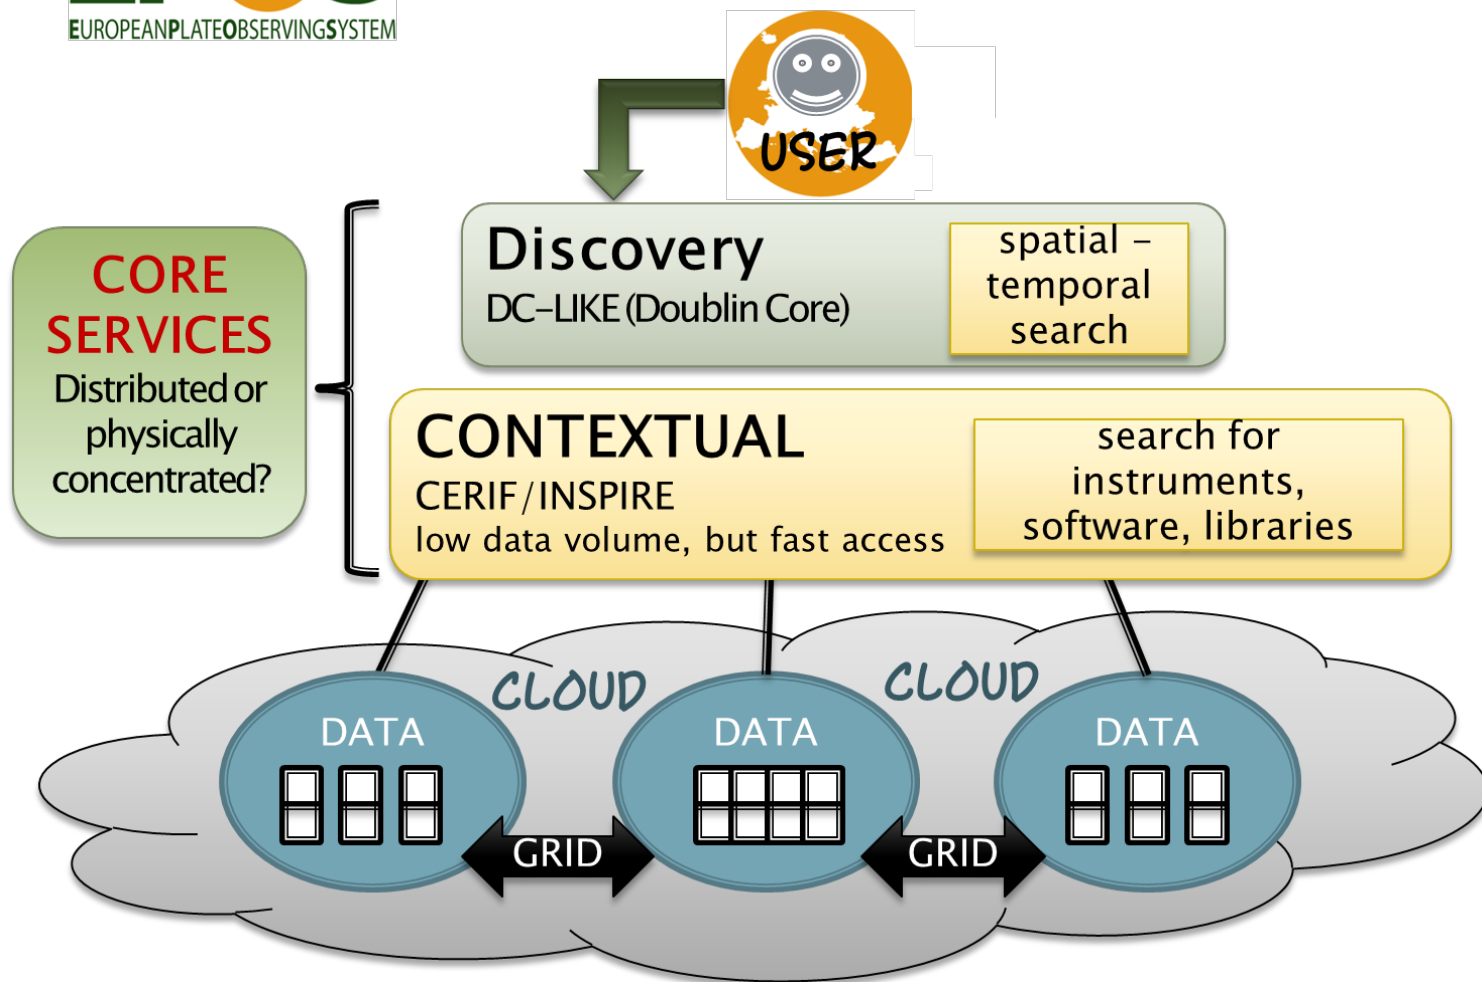 EUROPEANPLATEOBSERVINGSYSTEM
USER
CORE
SERVICES
Distributed or
physically
concentrated?
Discovery
DC-LIKE (Doublin Core)
spatial -
temporal
search
CONTEXTUAL
CERIF/INSPIRE
low data volume, but fast access
search for
instruments,
software, libraries
CLOUD
CLOUD
DATA
DATA
DATA
GRID
GRID